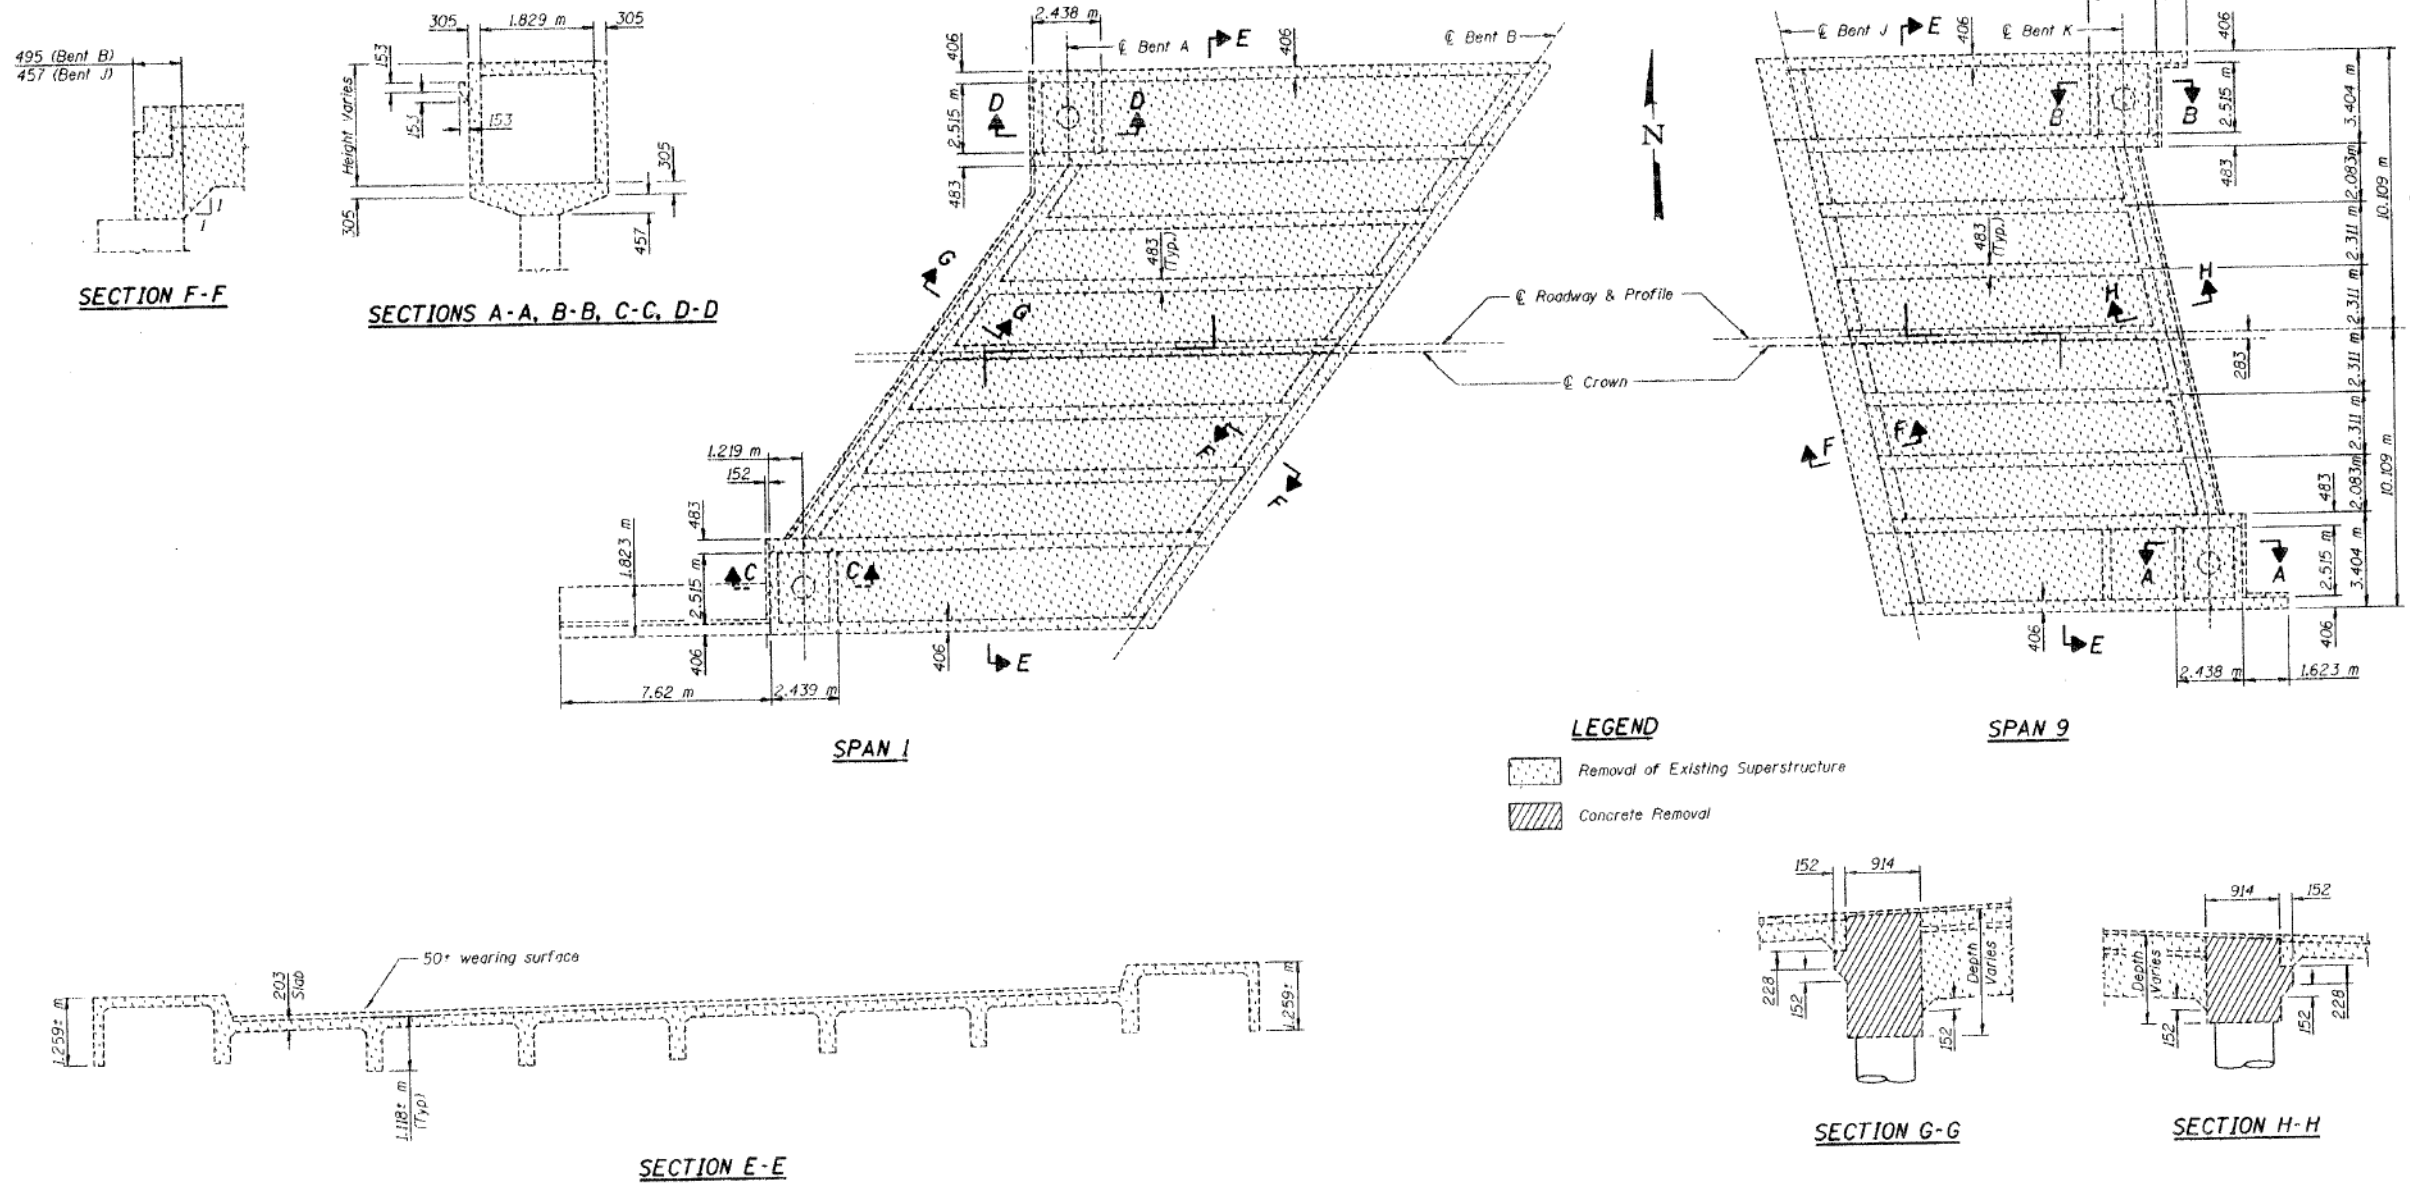 495 (Bent B)
457 (Bent J)
SECTION F-F
305
1.829 m
305
153
Height Varies
153
153
305
305
457
SECTIONS A-A, B-B, C-C, D-D
2.438 m
406
℄ Bent A
E
406
℄ Bent B
D
D
2.515 m
483
G
G
483
(Typ.)
℄ Roadway & Profile
℄ Crown
F
F
1.219 m
152
483
1.823 m
2.515 m
C
C
406
406
E
7.62 m
2.439 m
SPAN 1
N
℄ Bent J
E
406
℄ Bent K
406
B
B
2.515 m
3.404 m
483
2.083m
10.109 m
483
(Typ.)
2.311 m
H
H
2.311 m
283
2.311 m
F
F
2.311 m
2.083m
10.109 m
483
A
A
2.515 m
3.404 m
406
406
E
2.438 m
1.623 m
SPAN 9
LEGEND
Removal of Existing Superstructure
Concrete Removal
50± wearing surface
203
Slab
1.259± m
1.259± m
1.118± m
(Typ)
SECTION E-E
152
914
Depth
Varies
228
152
152
SECTION G-G
914
152
Depth
Varies
152
152
228
SECTION H-H